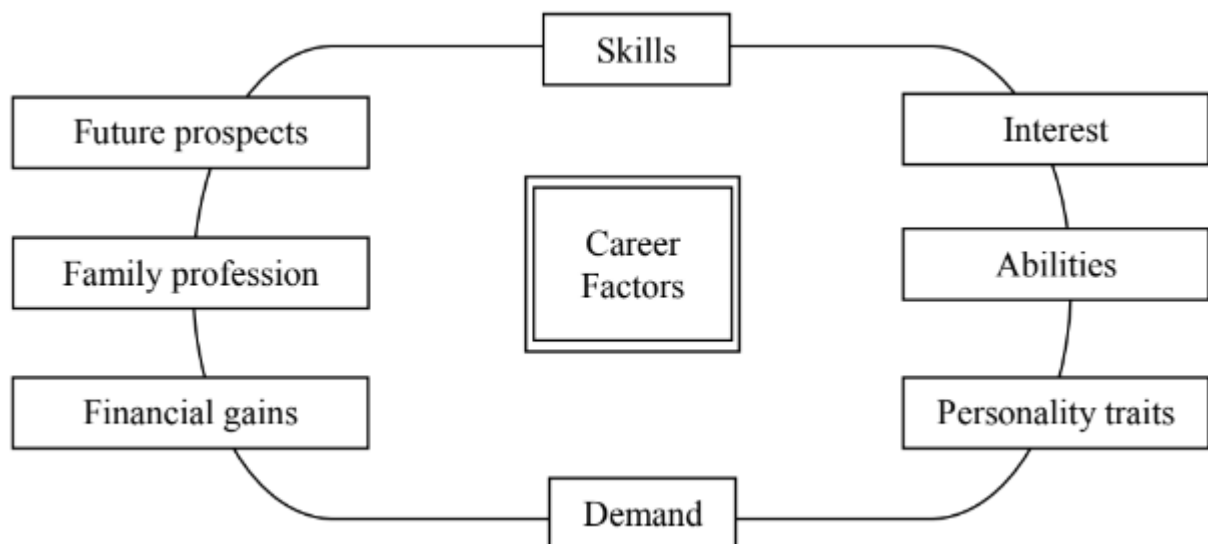 Skills
Future prospects
Interest
Career
Factors
Family profession
Abilities
Financial gains
Personality traits
Demand